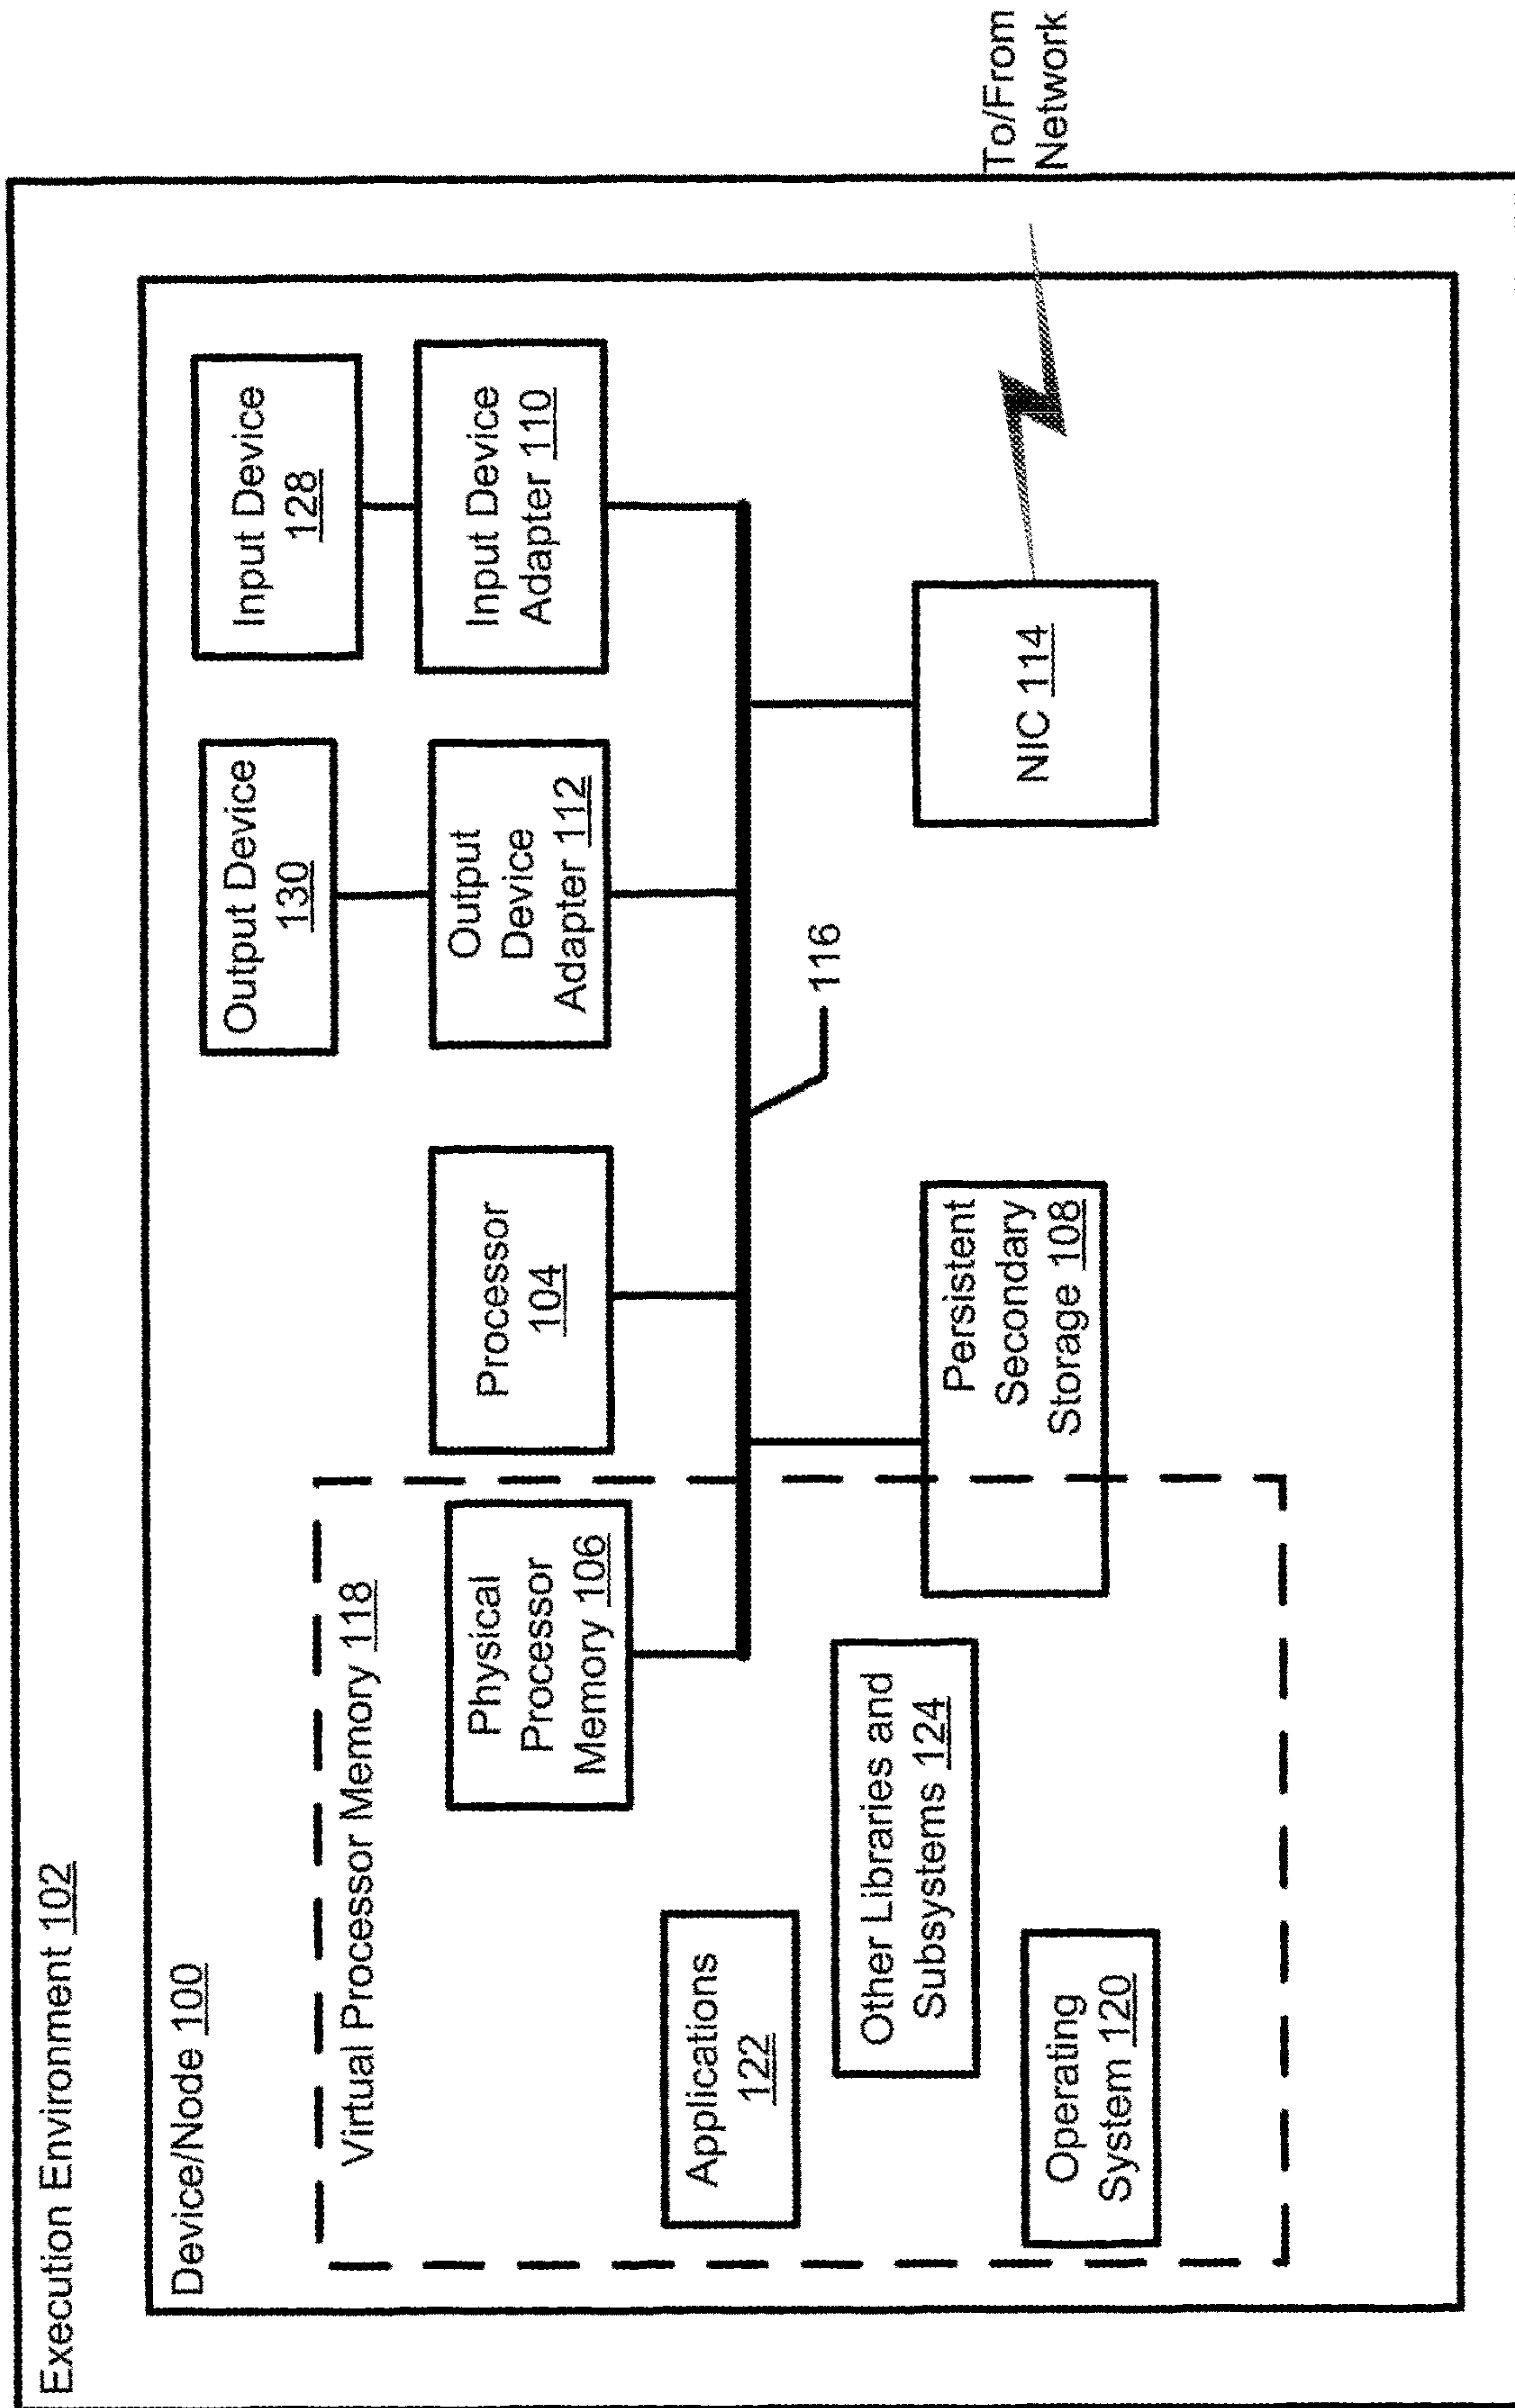 Execution Environment 102
Device/Node 100
Virtual Processor Memory 118
Output Device
130
Input Device
128
Physical
Processor
Memory 106
Processor
104
Output
Device
Adapter 112
Input Device
Adapter 110
Applications
122
116
Other Libraries and
Subsystems 124
Persistent
Secondary
Storage 108
NIC 114
To/From
Network
Operating
System 120